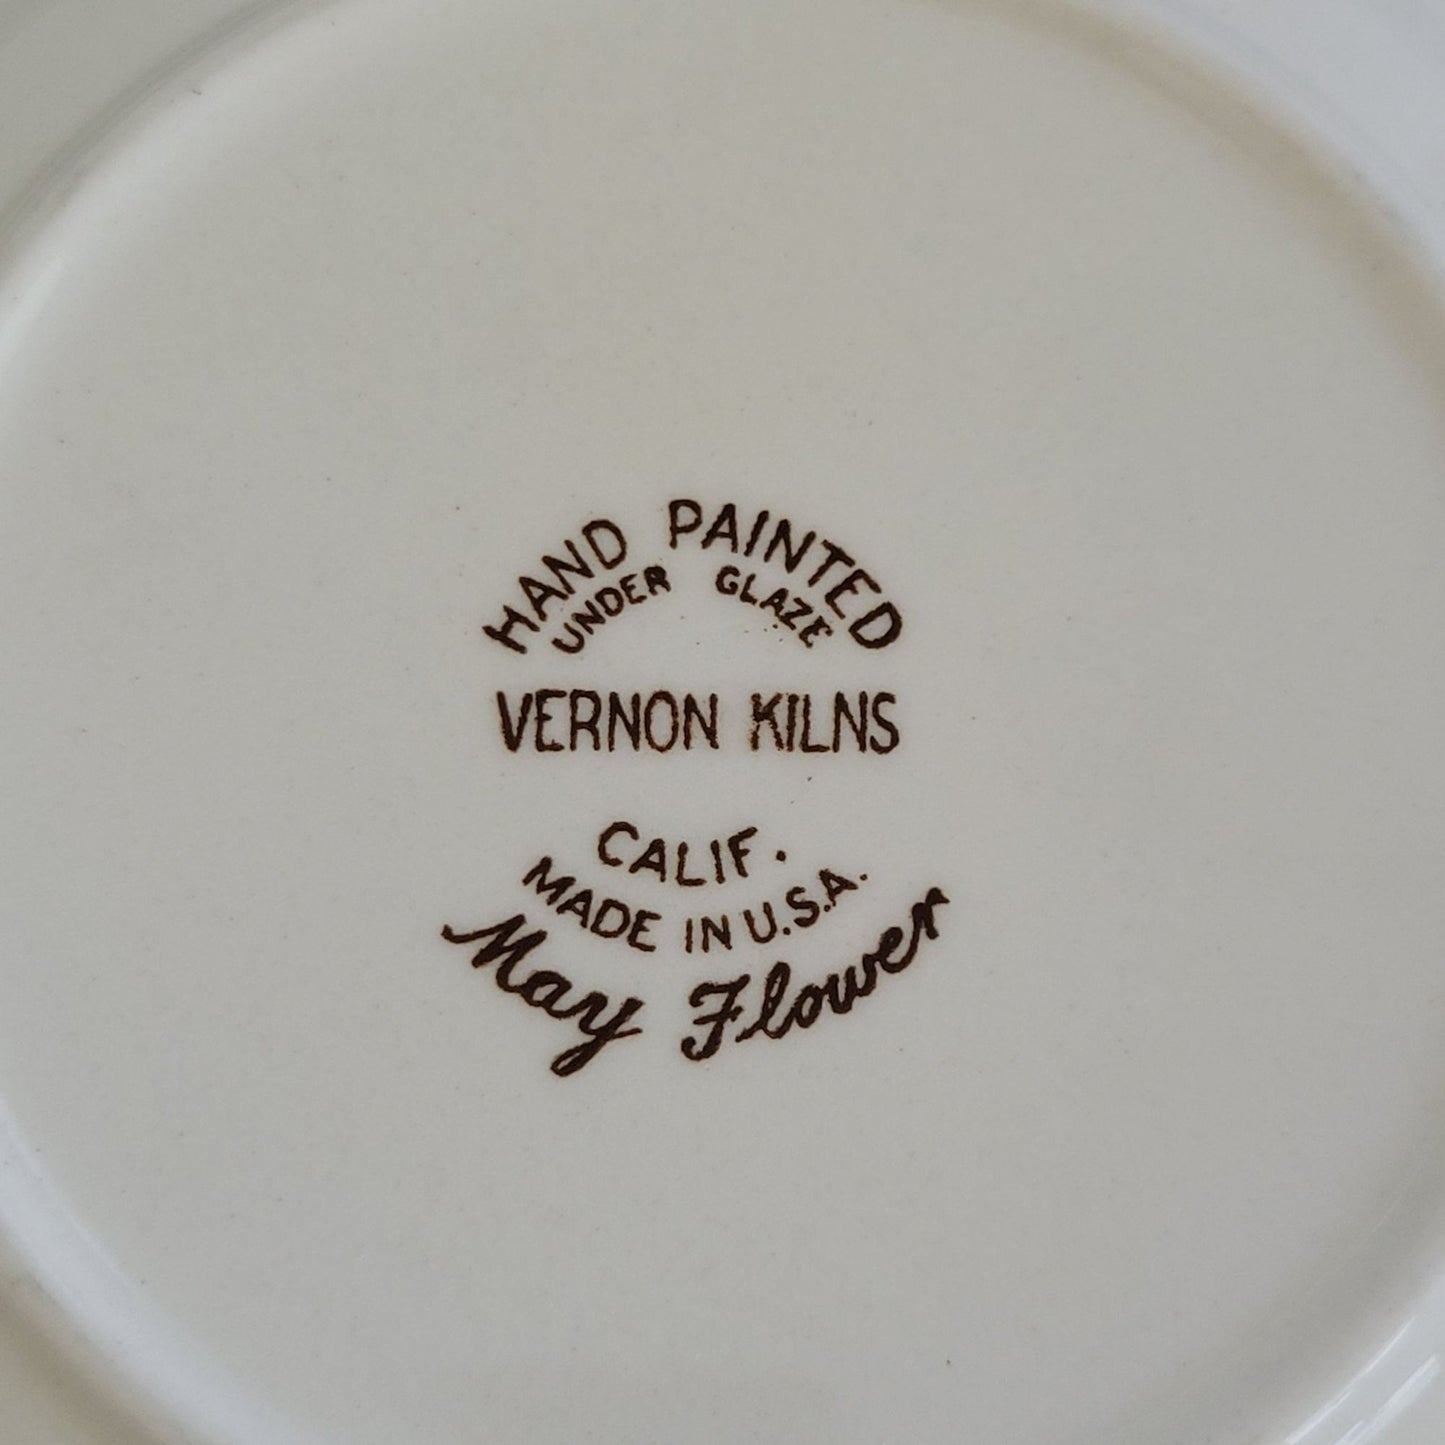 HAND PAINTED
UNDER GLAZE
VERNON KILNS
CALIF.
MADE IN U.S.A.
May Flower